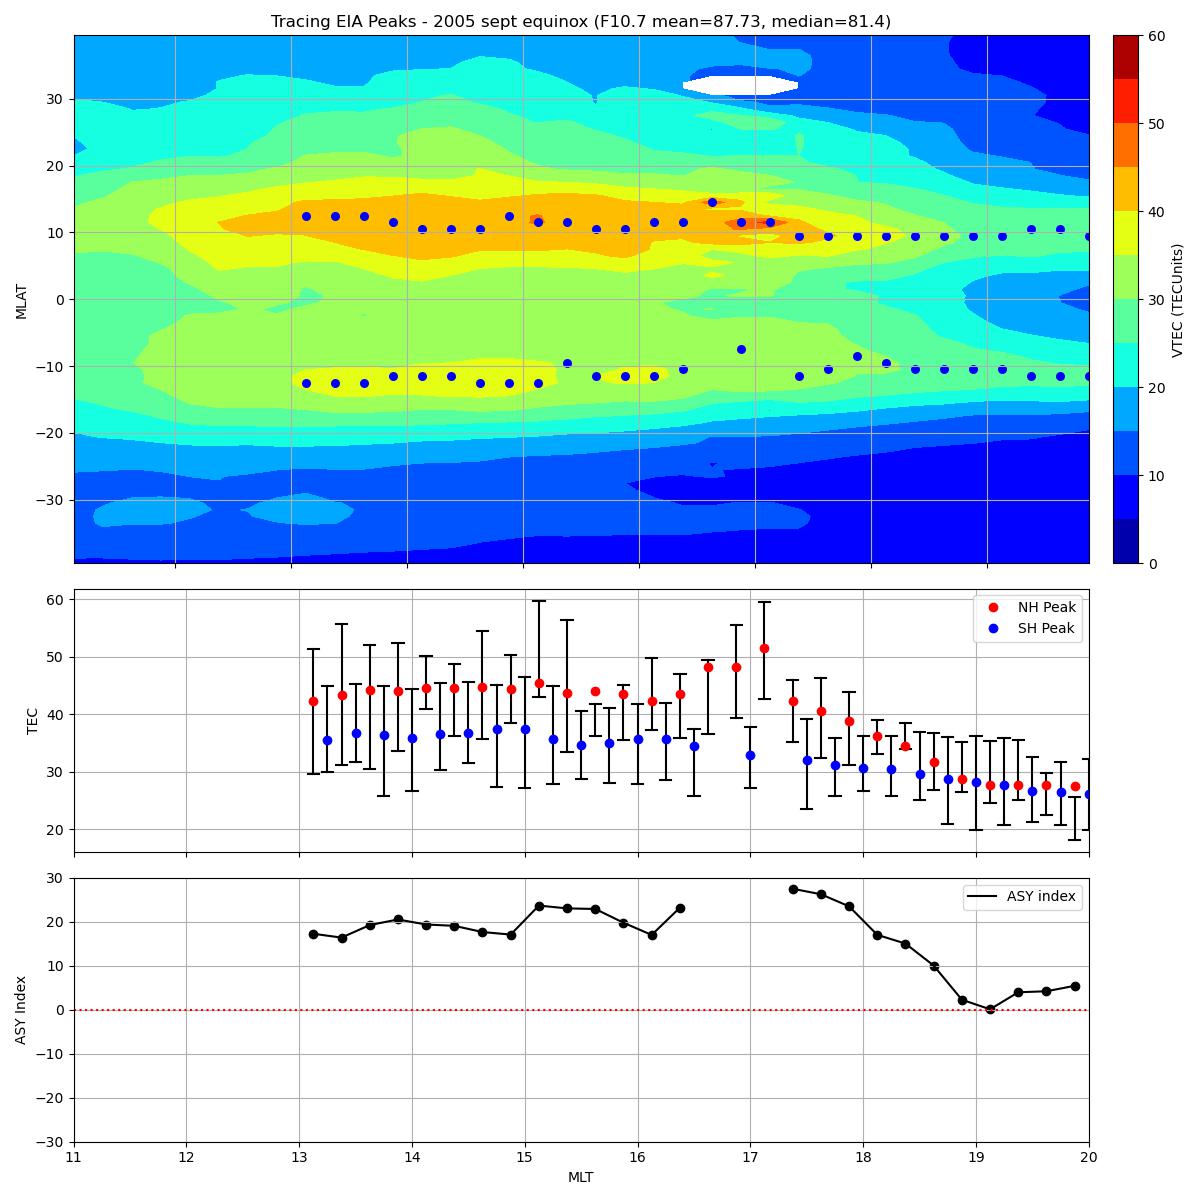 Tracing EIA Peaks - 2005 sept equinox (F10.7 mean=87.73, median=81.4)
30
20
10
0
−10
−20
−30
MLAT
60
50
40
30
20
10
0
VTEC (TECUnits)
60
50
40
30
20
TEC
NH Peak
SH Peak
30
20
10
0
−10
−20
−30
ASY Index
ASY index
11 12 13 14 15 16 17 18 19 20
MLT